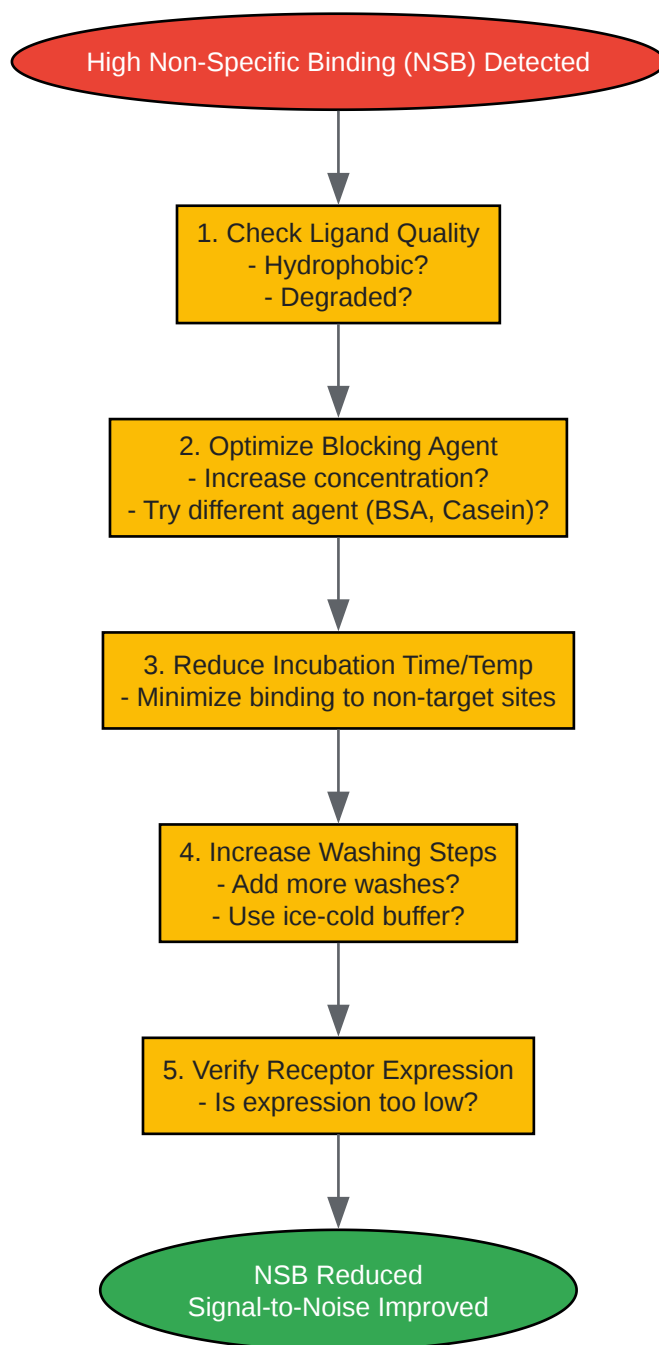 High Non-Specific Binding (NSB) Detected
1. Check Ligand Quality
- Hydrophobic?
- Degraded?
2. Optimize Blocking Agent
- Increase concentration?
- Try different agent (BSA, Casein)?
3. Reduce Incubation Time/Temp
- Minimize binding to non-target sites
4. Increase Washing Steps
- Add more washes?
- Use ice-cold buffer?
5. Verify Receptor Expression
- Is expression too low?
NSB Reduced
Signal-to-Noise Improved